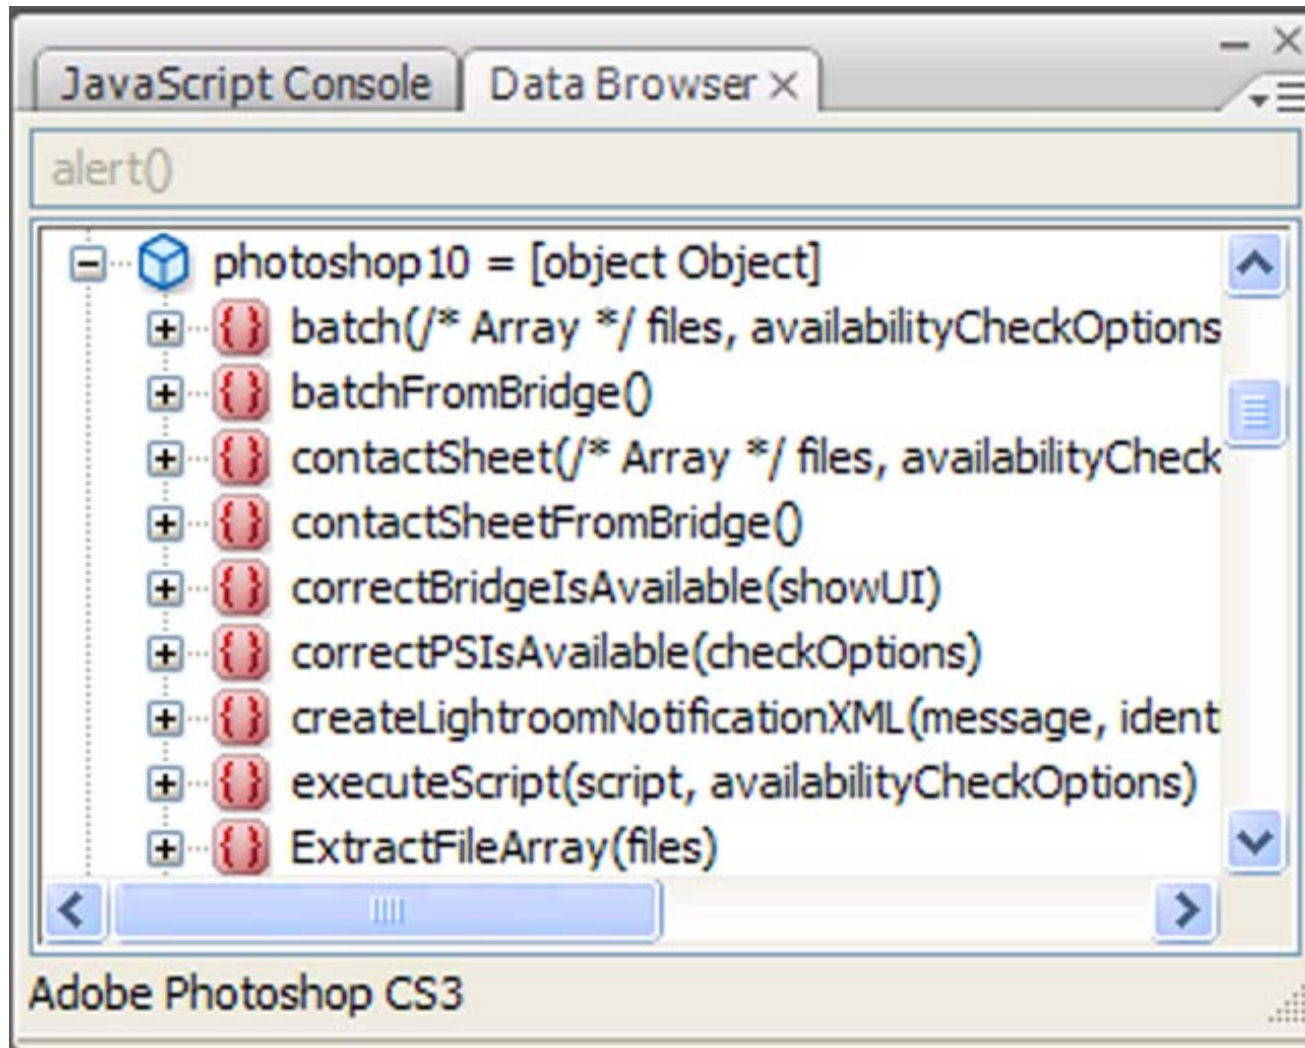 JavaScript Console Data Browser
alert()
photoshop10 = [object Object]
batch(/* Array */ files, availabilityCheckOptions
batchFromBridge()
contactSheet(/* Array */ files, availabilityCheck
contactSheetFromBridge()
correctBridgeIsAvailable(showUI)
correctPSIsAvailable(checkOptions)
createLightroomNotificationXML(message, ident
executeScript(script, availabilityCheckOptions)
ExtractFileArray(files)
Adobe Photoshop CS3